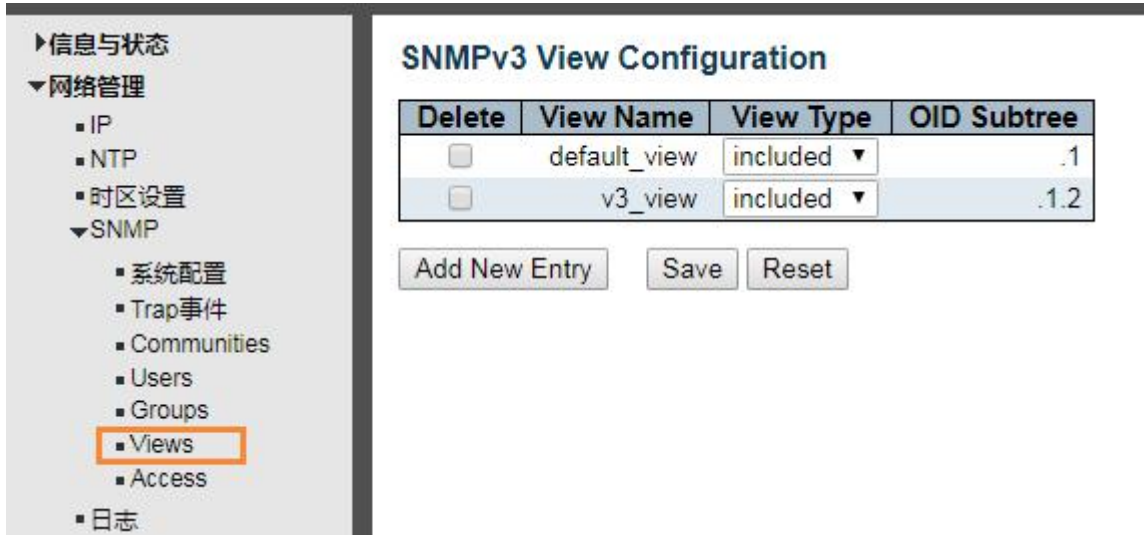 信息与状态
网络管理
IP
NTP
时区设置
SNMP
系统配置
Trap事件
Communities
Users
Groups
Views
Access
日志
SNMPv3 View Configuration
Delete View Name View Type OID Subtree
default_view included .1
v3_view included .1.2
Add New Entry Save Reset